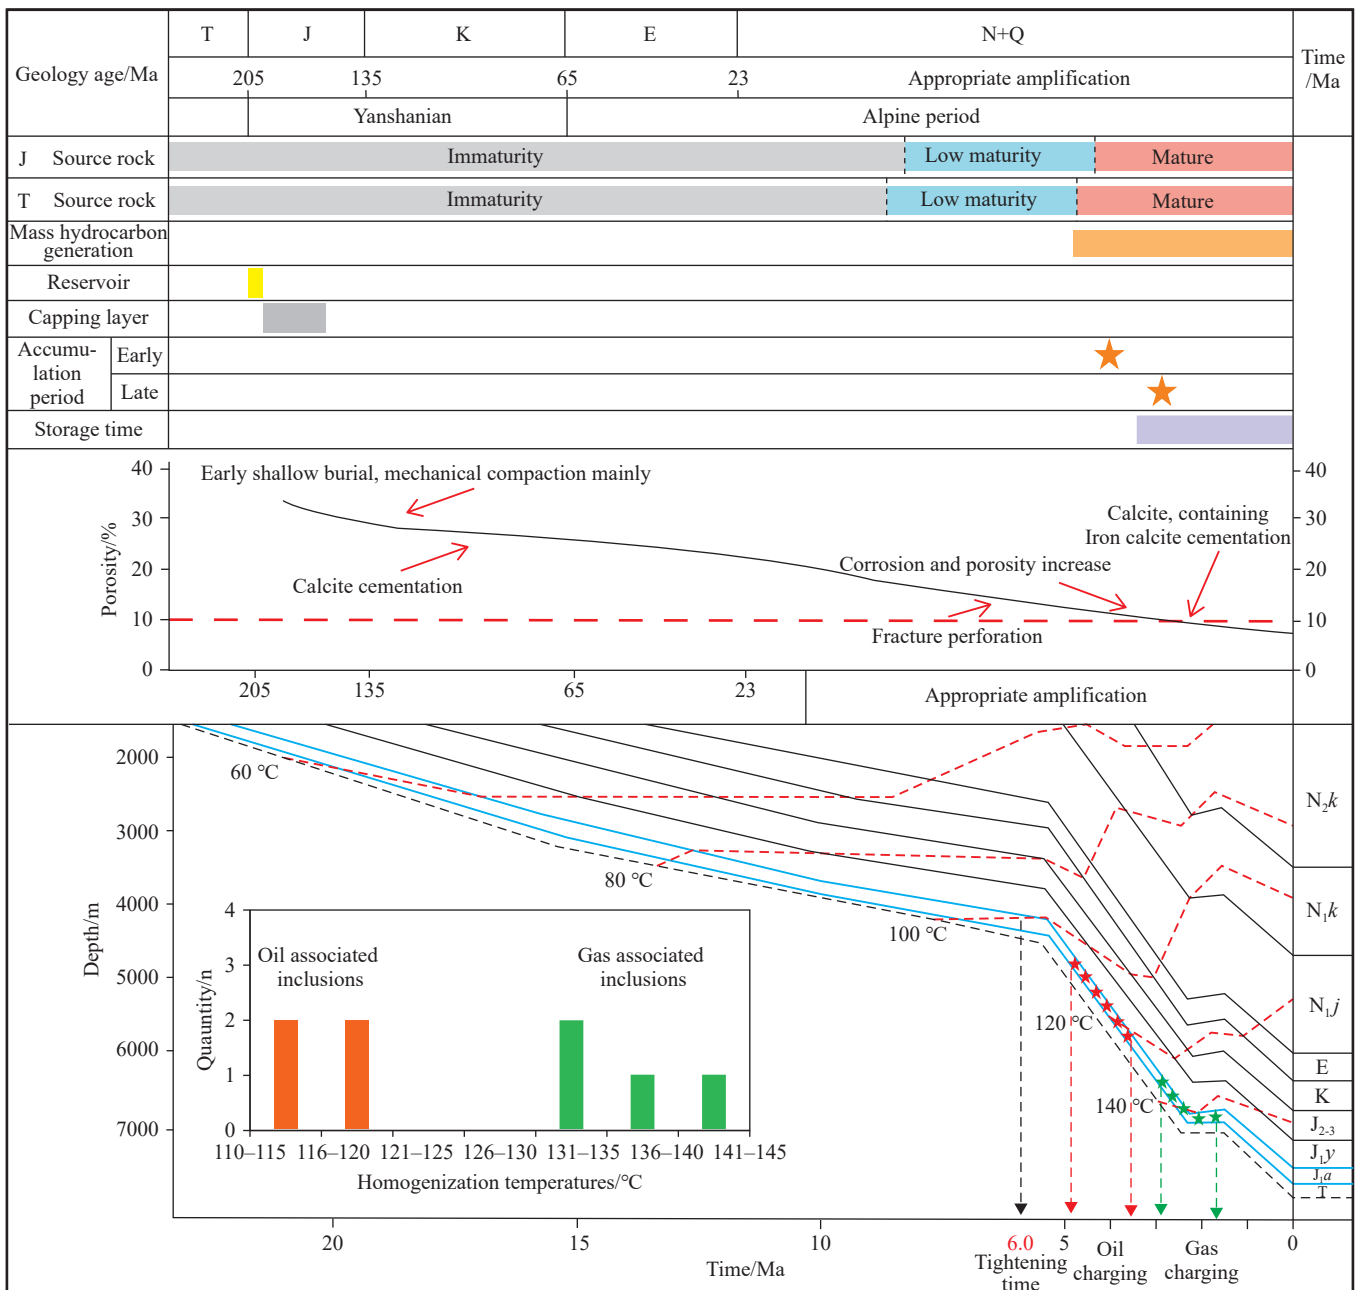 T J K E N+Q
Geology age/Ma
Time
/Ma
205 135 65 23 Appropriate amplification
Yanshanian Alpine period
J Source rock Immaturity Low maturity Mature
T Source rock Immaturity Low maturity Mature
Mass hydrocarbon
generation
Reservoir
Capping layer
Accumu-
lation
period
Early
Late
Storage time
Porosity/%
40
30
20
10
0
40
30
20
10
0
Early shallow burial, mechanical compaction mainly
Calcite cementation
Calcite, containing
Iron calcite cementation
Corrosion and porosity increase
Fracture perforation
205 135 65 23 Appropriate amplification
Depth/m
2000
3000
4000
5000
6000
7000
60 °C
80 °C
100 °C
120 °C
140 °C
N₂k
N₁k
N₁j
E
K
J₂₋₃
J₁y
J₁a
T
Quauntity/n
4
3
2
1
0
Oil associated
inclusions
Gas associated
inclusions
110–115 116–120 121–125 126–130 131–135 136–140 141–145
Homogenization temperatures/°C
20 15 10 6.0 5 0
Tightening
time
Oil
charging
Gas
charging
Time/Ma